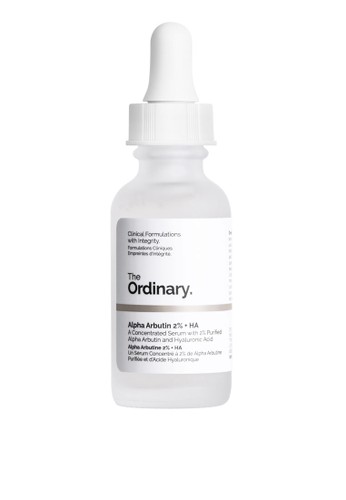 Clinical Formulations
with Integrity.
Formulations Cliniques
Empreintes d'Intégrité.
The
Ordinary.
Alpha Arbutin 2% + HA
A Concentrated Serum with 2% Purified
Alpha Arbutin and Hyaluronic Acid
Alpha Arbutine 2% + HA
Un Sérum Concentré à 2% de Alpha Arbutine
Purifiée et d'Acide Hyaluronique